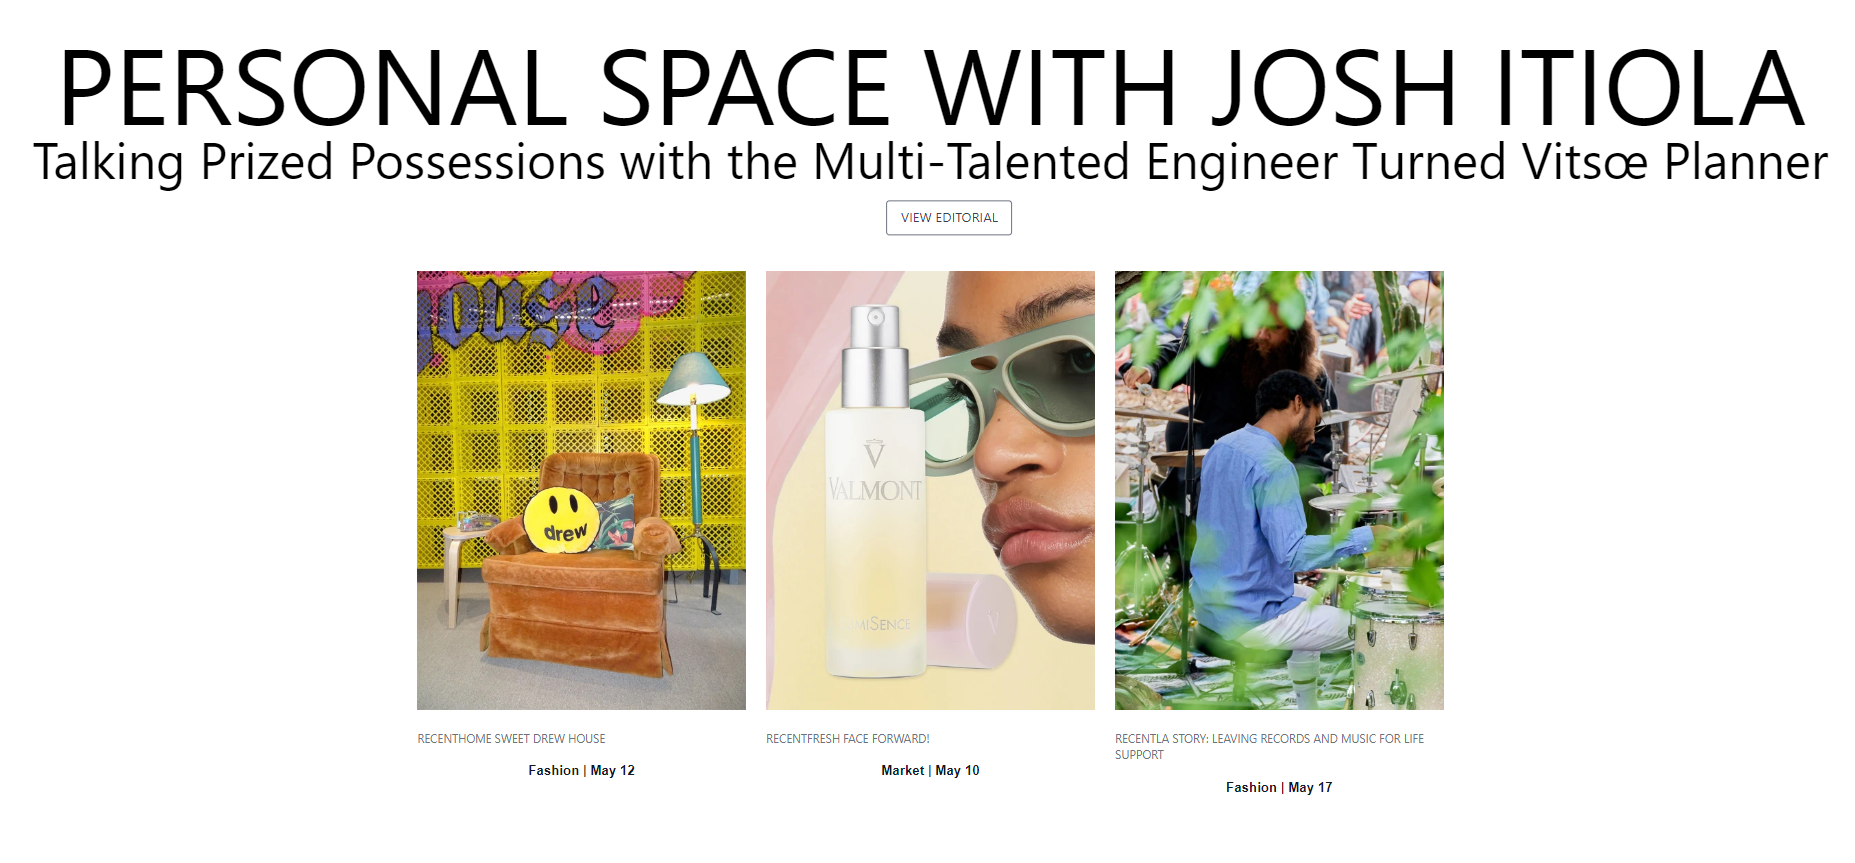 PERSONAL SPACE WITH JOSH ITIOLA
Talking Prized Possessions with the Multi-Talented Engineer Turned Vitsœ Planner
VIEW EDITORIAL
house
drew
V
VALMONT
V
RECENTHOME SWEET DREW HOUSE
Fashion | May 12
RECENTFRESH FACE FORWARD!
Market | May 10
RECENTLA STORY: LEAVING RECORDS AND MUSIC FOR LIFE
SUPPORT
Fashion | May 17